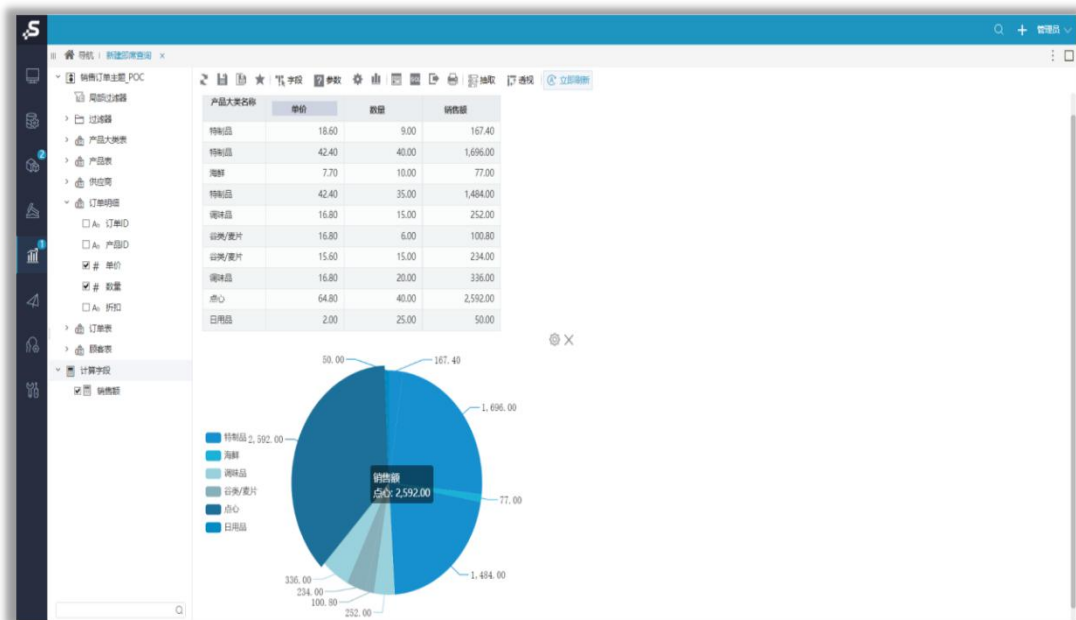 S
管理员
导航 新建即席查询 ×
销售订单主题_POC
局部过滤器
过滤器
产品大类表
产品表
供应商
订单明细
A₀ 订单ID
A₀ 产品ID
# 单价
# 数量
A₀ 折扣
订单表
顾客表
计算字段
销售额
2
1
字段 参数 抽取 透视 立即刷新
产品大类名称 单价 数量 销售额
特制品 18.60 9.00 167.40
特制品 42.40 40.00 1,696.00
海鲜 7.70 10.00 77.00
特制品 42.40 35.00 1,484.00
调味品 16.80 15.00 252.00
谷类/麦片 16.80 6.00 100.80
谷类/麦片 15.60 15.00 234.00
调味品 16.80 20.00 336.00
点心 64.80 40.00 2,592.00
日用品 2.00 25.00 50.00
50.00
167.40
1,696.00
2,592.00
77.00
1,484.00
336.00
234.00
100.80
252.00
特制品
海鲜
调味品
谷类/麦片
点心
日用品
销售额
点心: 2,592.00